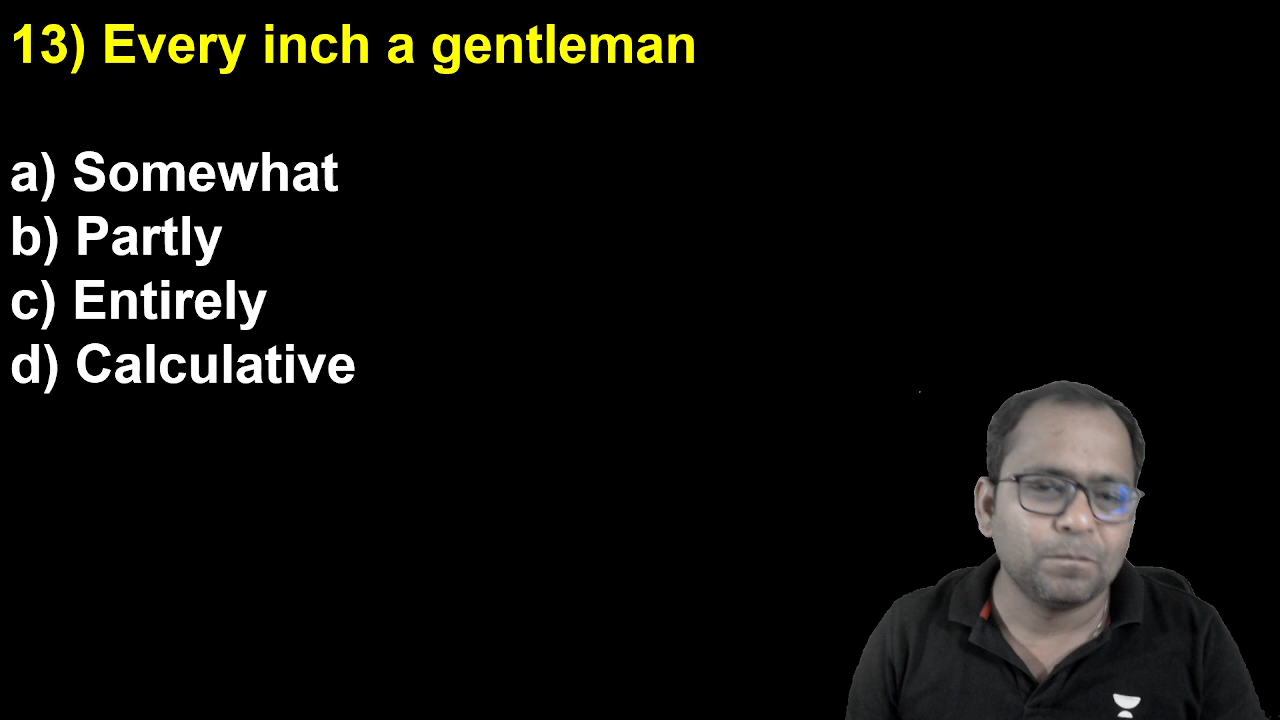 13) Every inch a gentleman
a) Somewhat
b) Partly
c) Entirely
d) Calculative